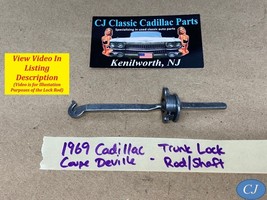 CJ Classic Cadillac Parts
Kenilworth, NJ
View Video In
Listing
Description
(Video is for Illustation
Purposes of the Lock Rod)
1969 Cadillac Trunk Lock
Coupe Deville - Rod/Shaft
CJ